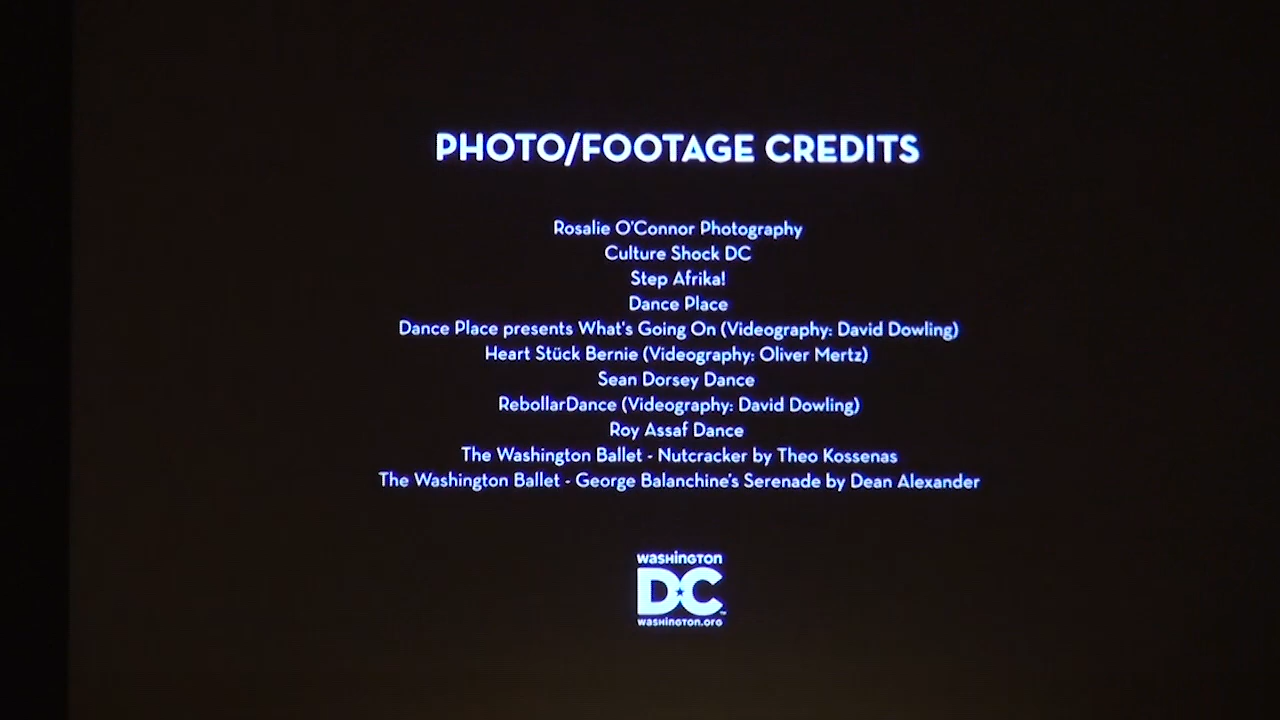 PHOTO/FOOTAGE CREDITS
Rosalie O'Connor Photography
Culture Shock DC
Step Afrika!
Dance Place
Dance Place presents What's Going On (Videography: David Dowling)
Heart Stück Bernie (Videography: Oliver Mertz)
Sean Dorsey Dance
RebollarDance (Videography: David Dowling)
Roy Assaf Dance
The Washington Ballet - Nutcracker by Theo Kossenas
The Washington Ballet - George Balanchine's Serenade by Dean Alexander
WASHINGTON
DC™
WASHINGTON.ORG